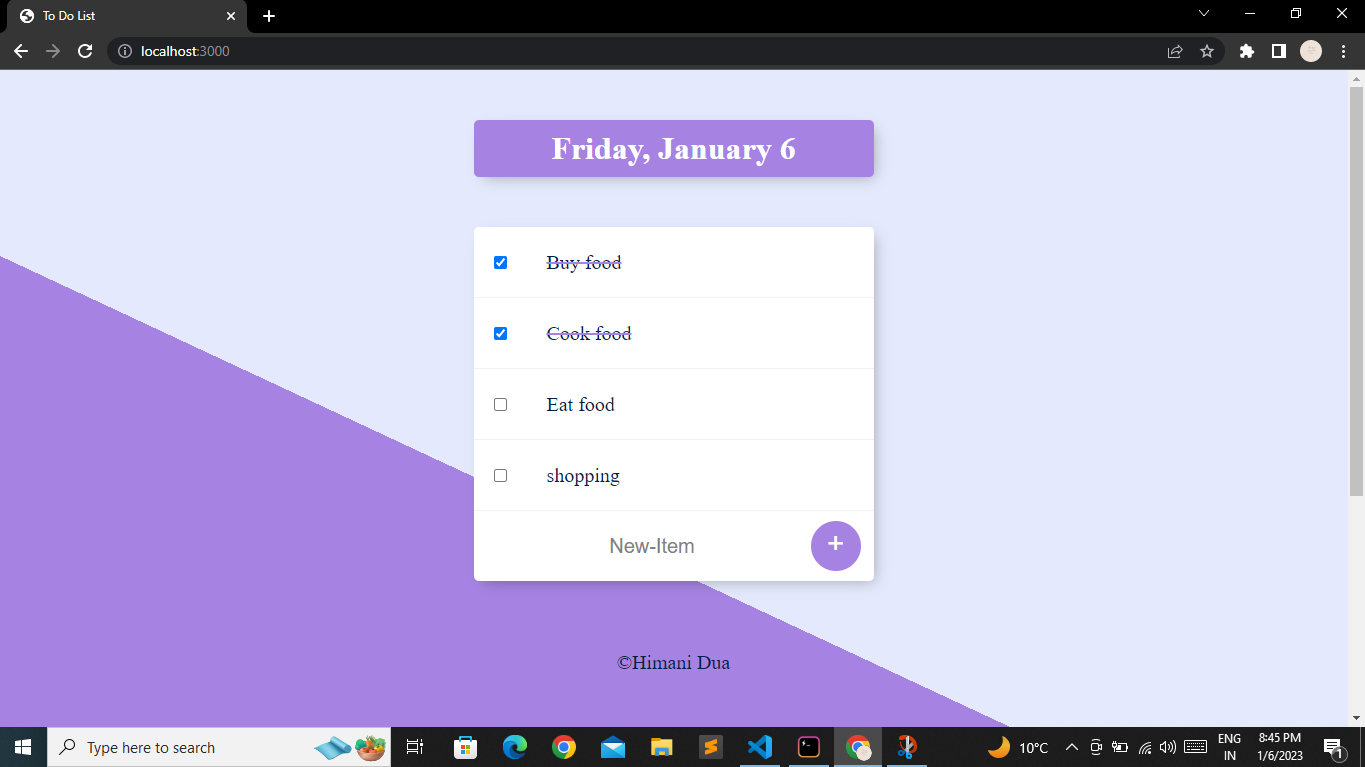 To Do List
localhost:3000
Friday, January 6
Buy food
Cook food
Eat food
shopping
New-Item
+
©Himani Dua
Type here to search
10°C
ENG
IN
8:45 PM
1/6/2023
1